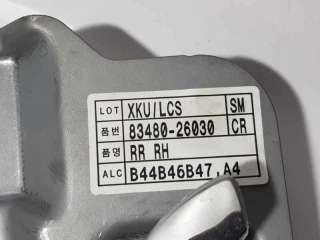 LOT XKU/LCS SM
품번 83480-26030 CR
품명 RR RH
ALC B44B46B47,A4